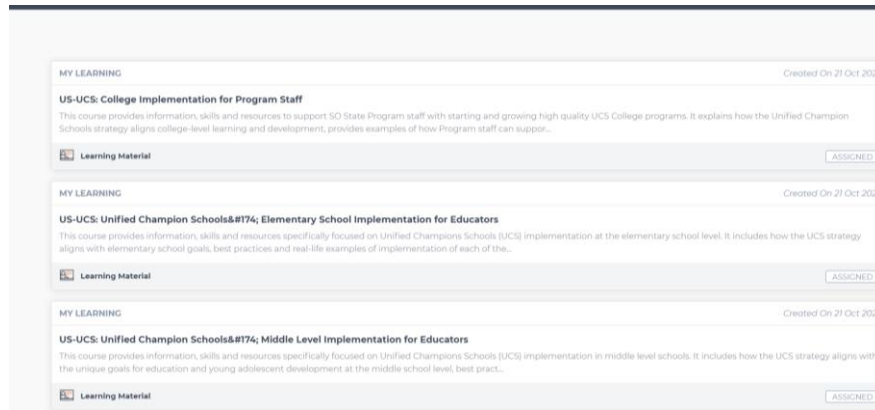 MY LEARNING
Created On 21 Oct 202
US-UCS: College Implementation for Program Staff
This course provides information, skills and resources to support SO State Program staff with starting and growing high quality UCS College programs. It explains how the Unified Champion
Schools strategy aligns college-level learning and development, provides examples of how Program staff can suppor...
Learning Material
ASSIGNED
MY LEARNING
Created On 21 Oct 202
US-UCS: Unified Champion Schools&#174; Elementary School Implementation for Educators
This course provides information, skills and resources specifically focused on Unified Champions Schools (UCS) implementation at the elementary school level. It includes how the UCS strategy
aligns with elementary school goals, best practices and real-life examples of implementation of each of the...
Learning Material
ASSIGNED
MY LEARNING
Created On 21 Oct 202
US-UCS: Unified Champion Schools&#174; Middle Level Implementation for Educators
This course provides information, skills and resources specifically focused on Unified Champions Schools (UCS) implementation in middle level schools. It includes how the UCS strategy aligns with
the unique goals for education and young adolescent development at the middle school level, best pract...
Learning Material
ASSIGNED